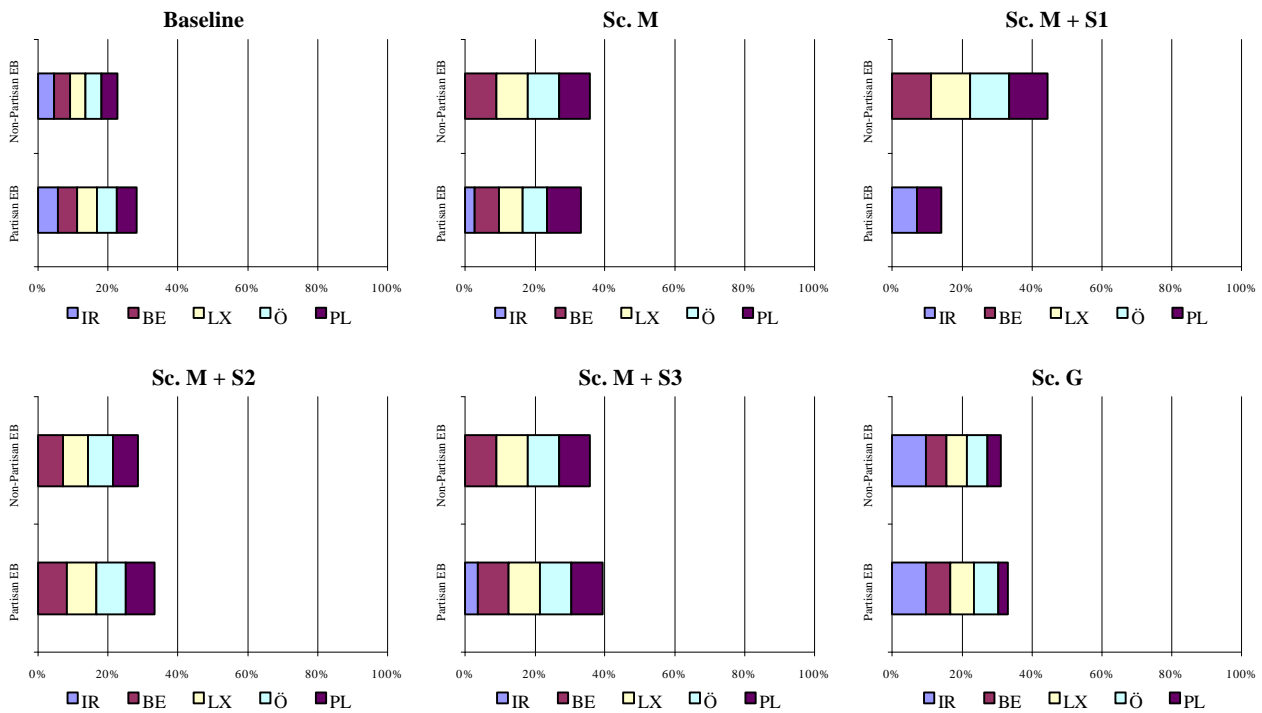 Baseline
Non-Partisan EB
Partisan EB
0% 20% 40% 60% 80% 100%
IR BE LX Ö PL
Sc. M
Non-Partisan EB
Partisan EB
0% 20% 40% 60% 80% 100%
IR BE LX Ö PL
Sc. M + S1
Non-Partisan EB
Partisan EB
0% 20% 40% 60% 80% 100%
IR BE LX Ö PL
Sc. M + S2
Non-Partisan EB
Partisan EB
0% 20% 40% 60% 80% 100%
IR BE LX Ö PL
Sc. M + S3
Non-Partisan EB
Partisan EB
0% 20% 40% 60% 80% 100%
IR BE LX Ö PL
Sc. G
Non-Partisan EB
Partisan EB
0% 20% 40% 60% 80% 100%
IR BE LX Ö PL